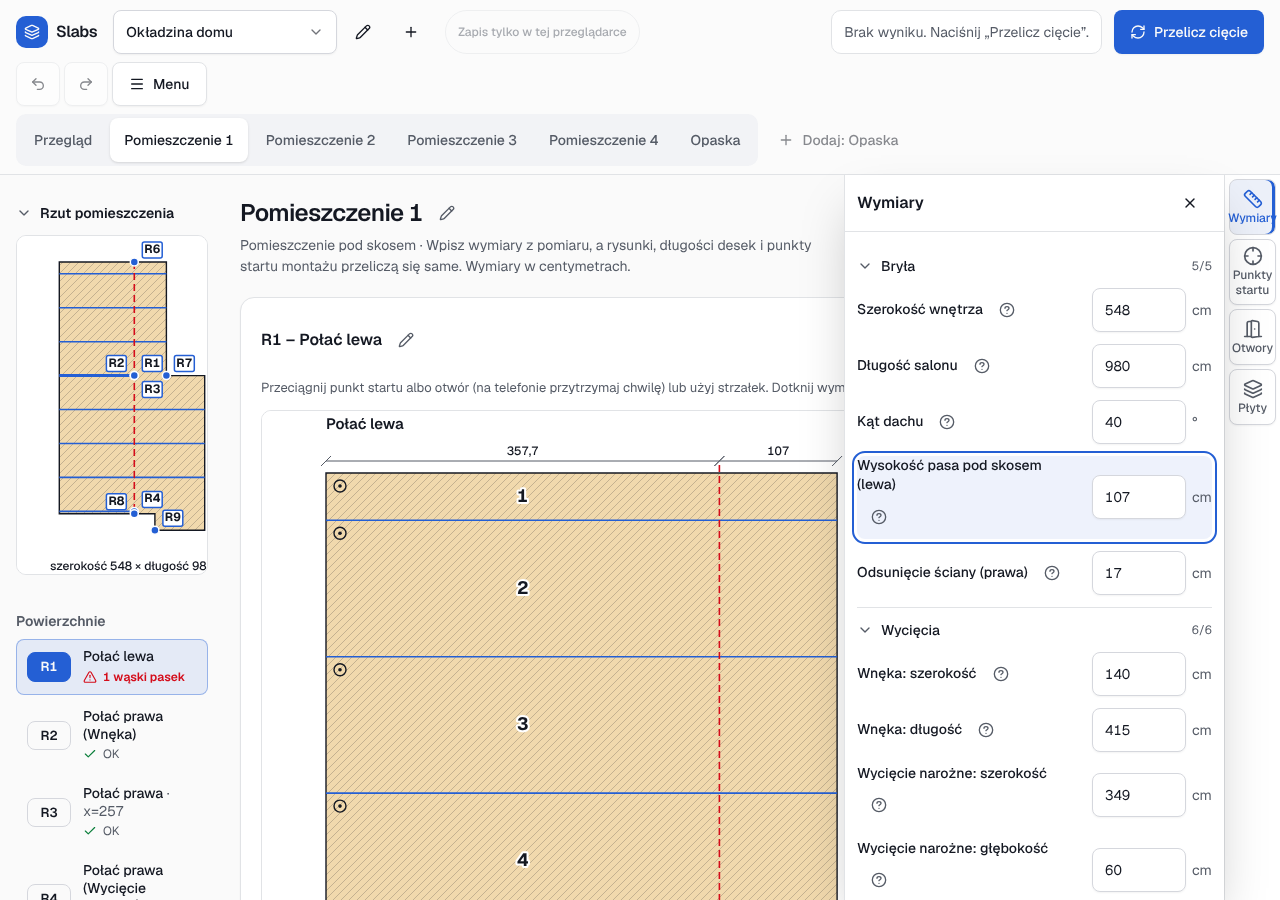 Slabs
Okładzina domu
Zapis tylko w tej przeglądarce
Brak wyniku. Naciśnij „Przelicz cięcie”.
Przelicz cięcie
Menu
Przegląd
Pomieszczenie 1
Pomieszczenie 2
Pomieszczenie 3
Pomieszczenie 4
Opaska
Dodaj: Opaska
Rzut pomieszczenia
R6
R2
R1
R7
R3
R8
R4
R9
szerokość 548 × długość 98
Powierzchnie
R1
Połać lewa
1 wąski pasek
R2
Połać prawa
(Wnęka)
OK
R3
Połać prawa ·
x=257
OK
R4
Połać prawa
(Wycięcie
Pomieszczenie 1
Pomieszczenie pod skosem · Wpisz wymiary z pomiaru, a rysunki, długości desek i punkty
startu montażu przeliczą się same. Wymiary w centymetrach.
R1 – Połać lewa
Przeciągnij punkt startu albo otwór (na telefonie przytrzymaj chwilę) lub użyj strzałek. Dotknij wym
Połać lewa
357,7
107
1
2
3
4
Wymiary
Bryła
5/5
Szerokość wnętrza
548
cm
Długość salonu
980
cm
Kąt dachu
40
°
Wysokość pasa pod skosem
(lewa)
107
cm
Odsunięcie ściany (prawa)
17
cm
Wycięcia
6/6
Wnęka: szerokość
140
cm
Wnęka: długość
415
cm
Wycięcie narożne: szerokość
349
cm
Wycięcie narożne: głębokość
60
cm
Wymiary
Punkty
startu
Otwory
Płyty